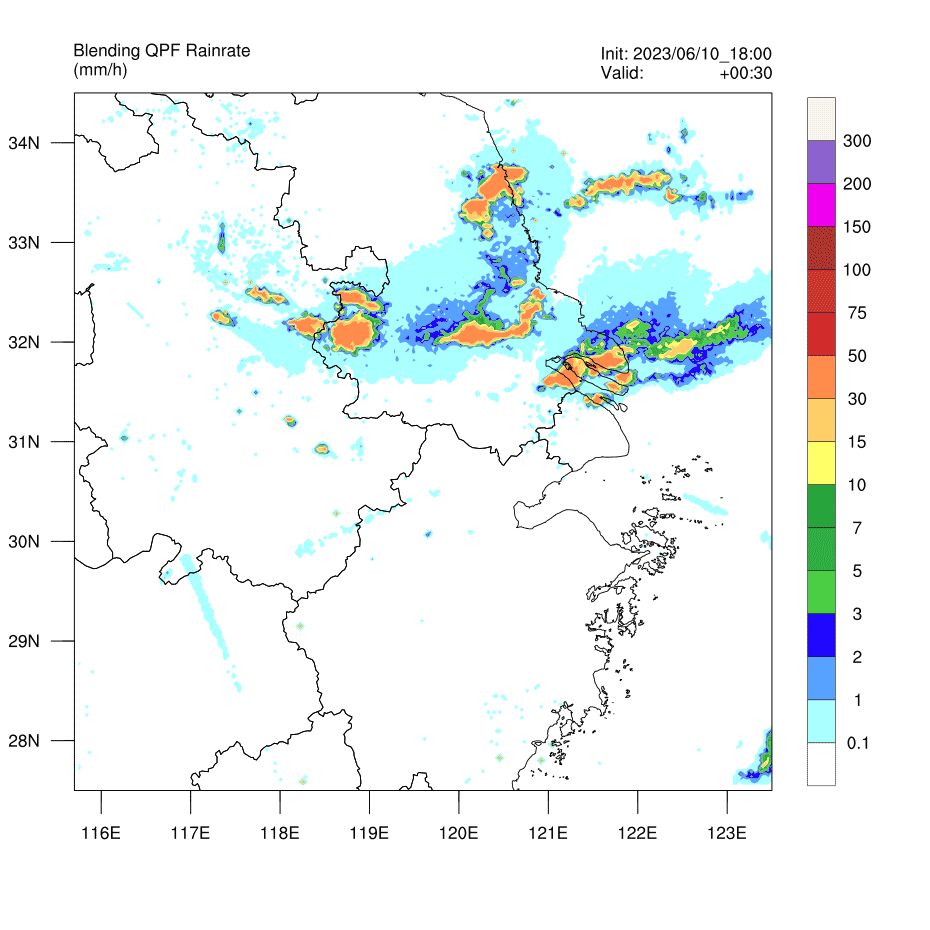 Blending QPF Rainrate
(mm/h)
Init: 2023/06/10_18:00
Valid: +00:30
34N
33N
32N
31N
30N
29N
28N
116E 117E 118E 119E 120E 121E 122E 123E
300
200
150
100
75
50
30
15
10
7
5
3
2
1
0.1